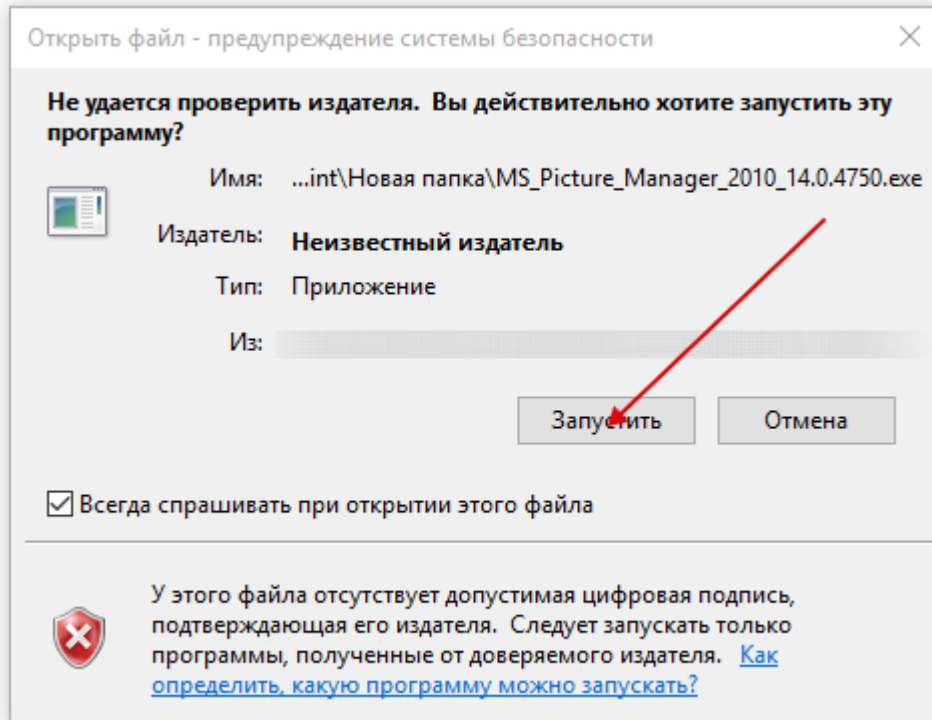 Открыть файл - предупреждение системы безопасности
Не удается проверить издателя. Вы действительно хотите запустить эту
программу?
Имя: ...int\Новая папка\MS_Picture_Manager_2010_14.0.4750.exe
Издатель: Неизвестный издатель
Тип: Приложение
Из:
Запустить Отмена
Всегда спрашивать при открытии этого файла
У этого файла отсутствует допустимая цифровая подпись,
подтверждающая его издателя. Следует запускать только
программы, полученные от доверяемого издателя. Как
определить, какую программу можно запускать?